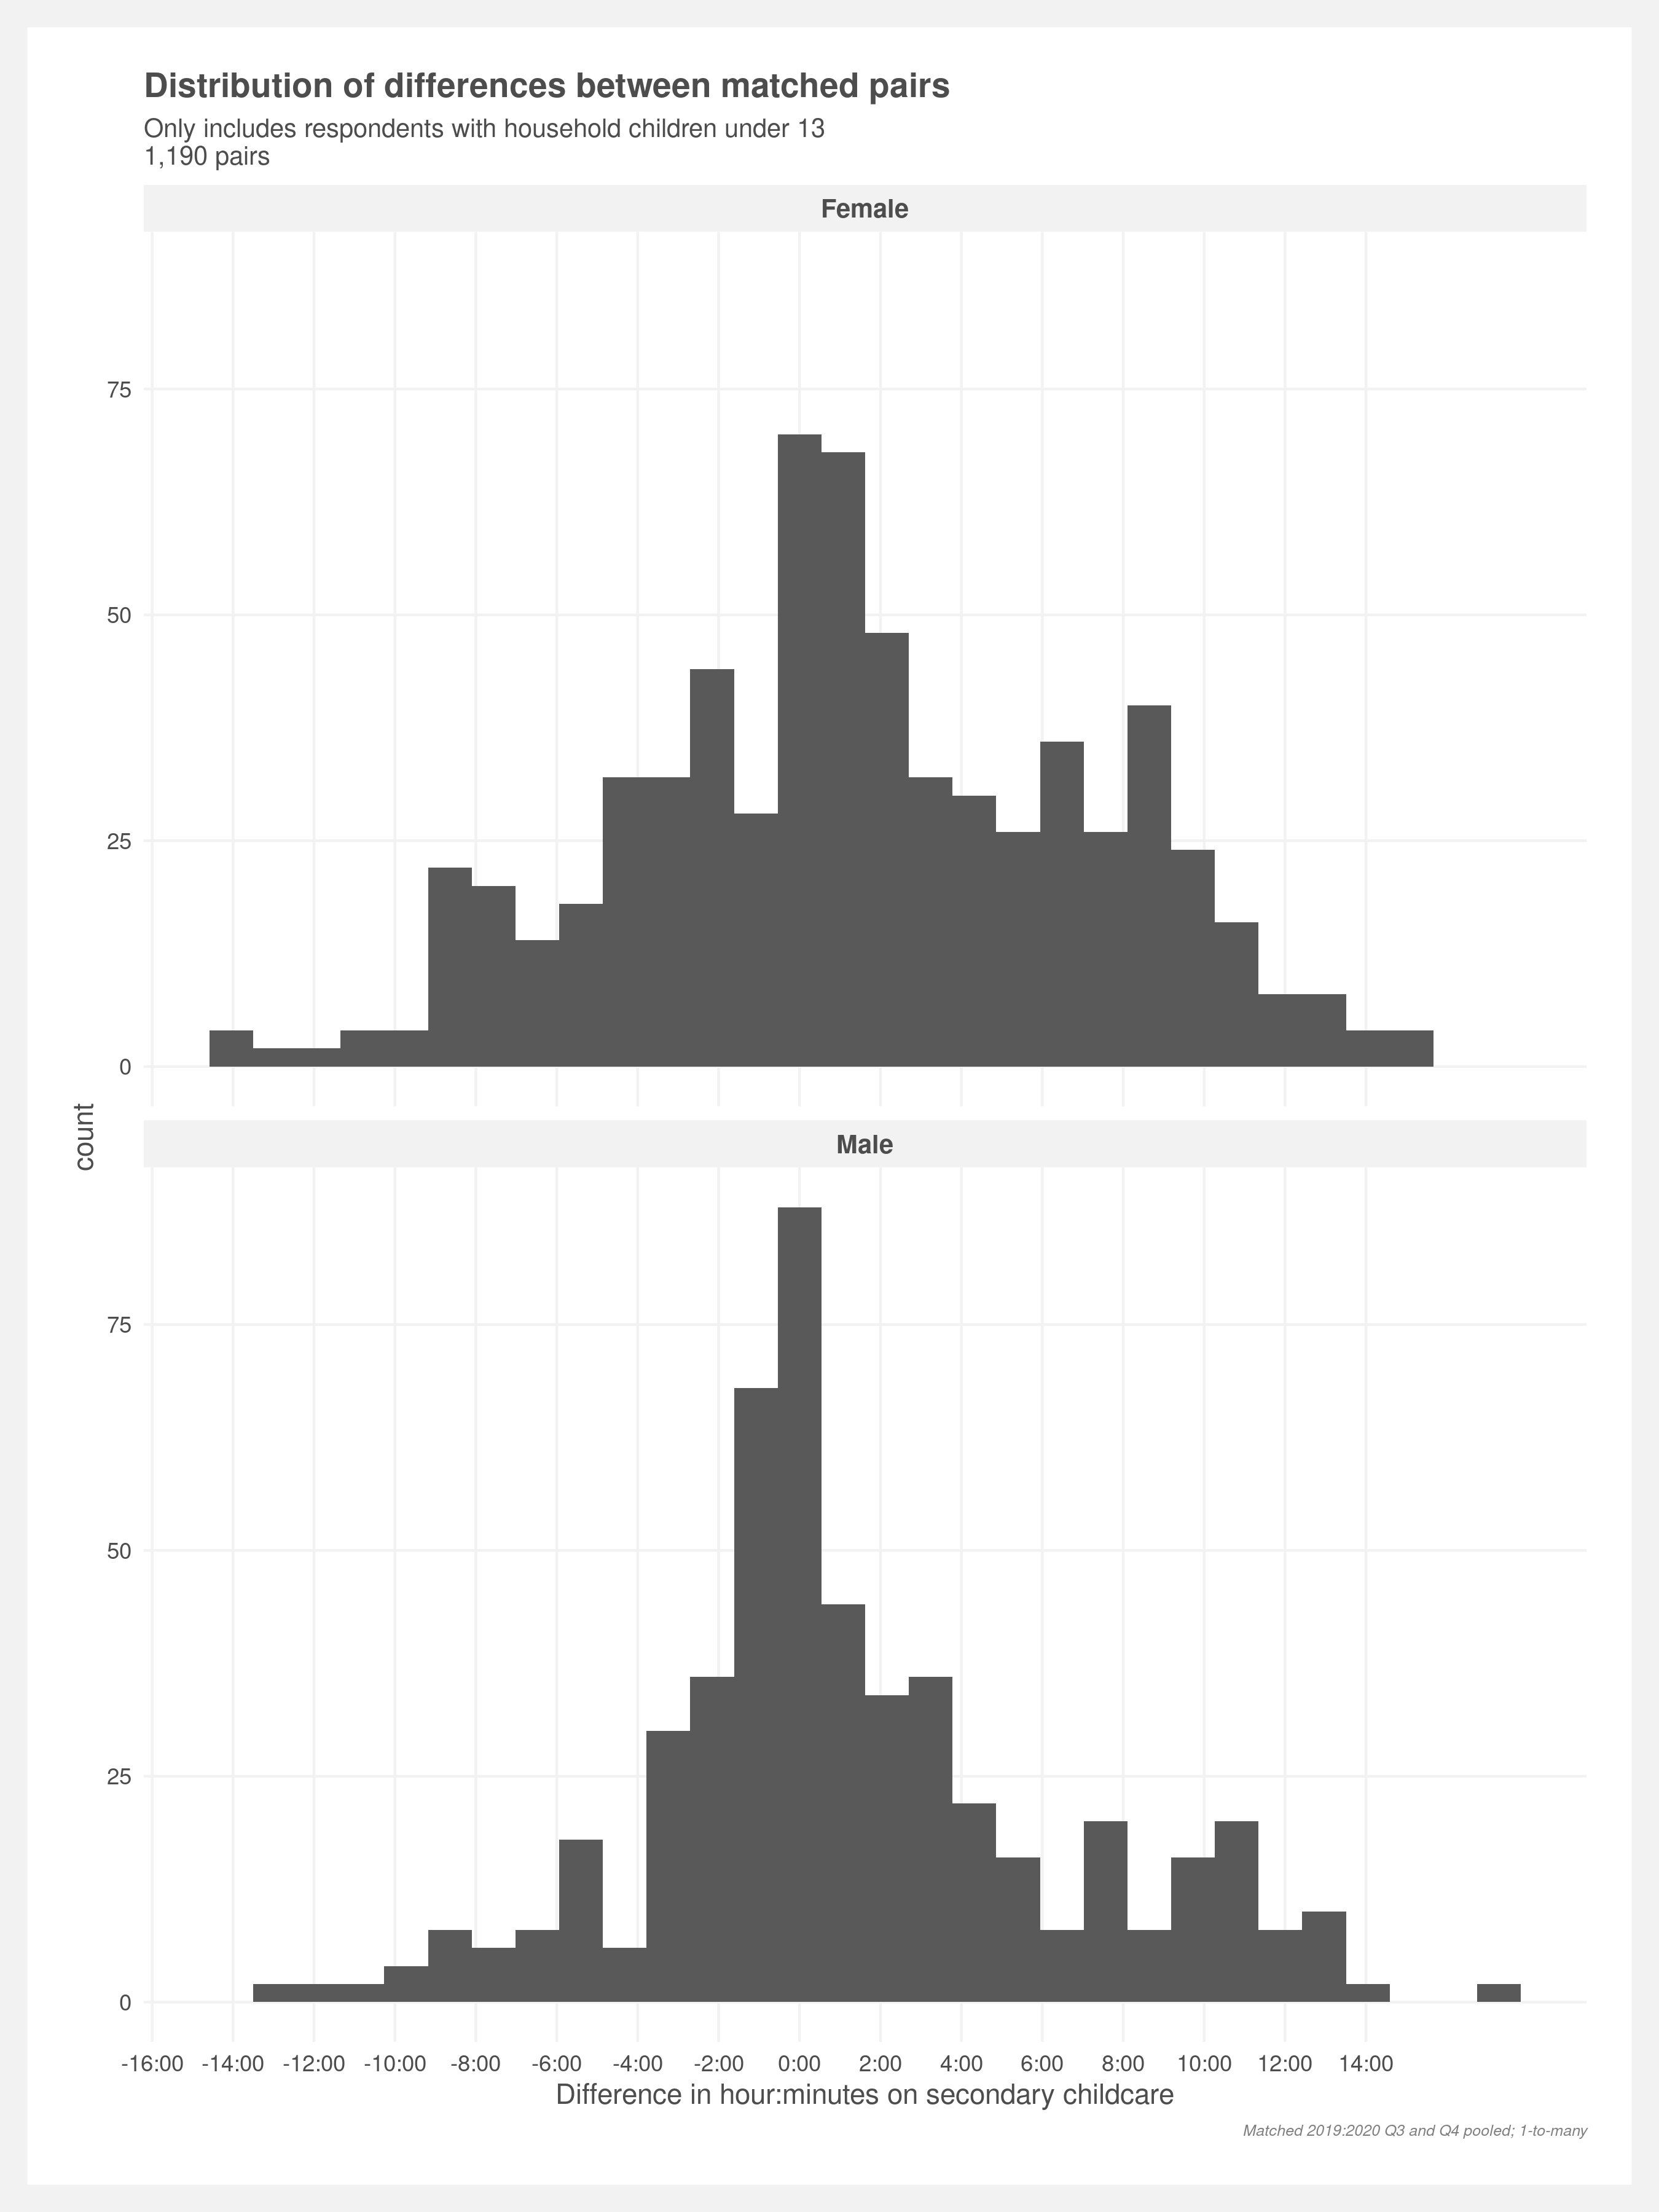 Distribution of differences between matched pairs
Only includes respondents with household children under 13
1,190 pairs
Female
75
50
25
0
count
Male
75
50
25
0
-16:00 -14:00 -12:00 -10:00 -8:00 -6:00 -4:00 -2:00 0:00 2:00 4:00 6:00 8:00 10:00 12:00 14:00
Difference in hour:minutes on secondary childcare
Matched 2019:2020 Q3 and Q4 pooled; 1-to-many